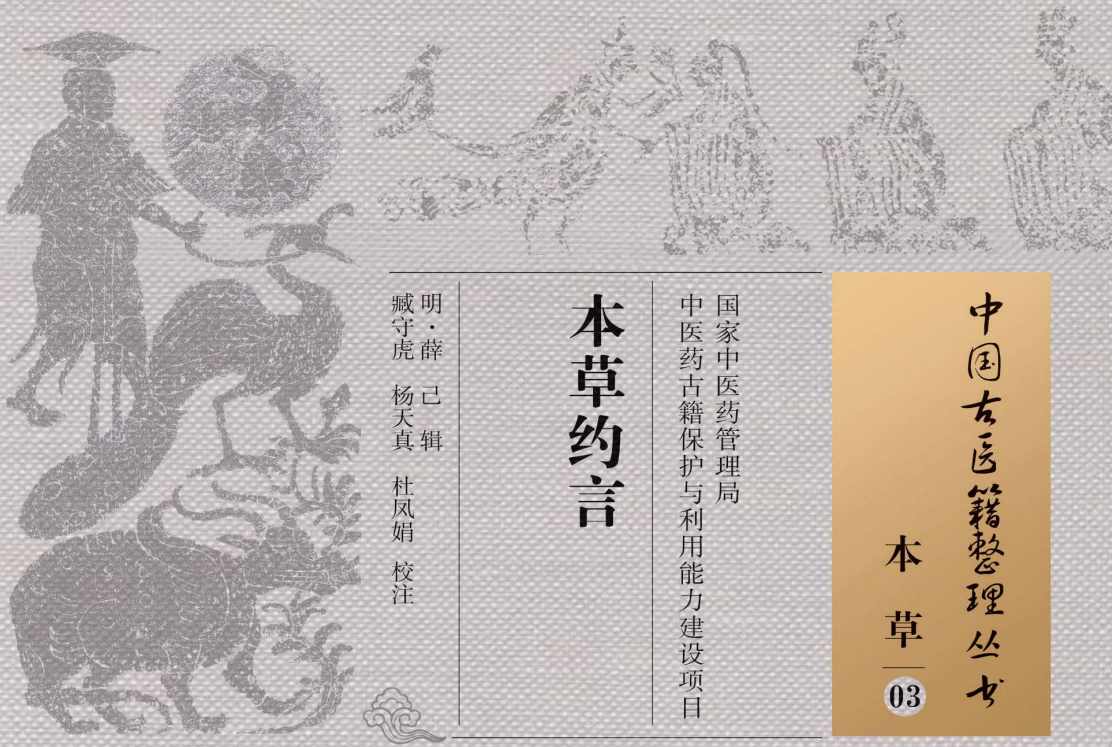 中国古医籍整理丛书
本草
03
国家中医药管理局
中医药古籍保护与利用能力建设项目
本草约言
明·薛己 辑
臧守虎 杨天真 杜凤娟 校注